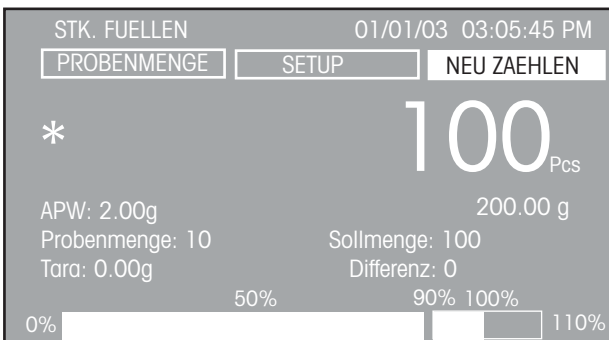 STK. FUELLEN 01/01/03 03:05:45 PM
PROBENMENGE SETUP NEU ZAEHLEN
* 100 Pcs
APW: 2.00g 200.00 g
Probenmenge: 10 Sollmenge: 100
Tara: 0.00g Differenz: 0
50% 90% 100%
0% 110%